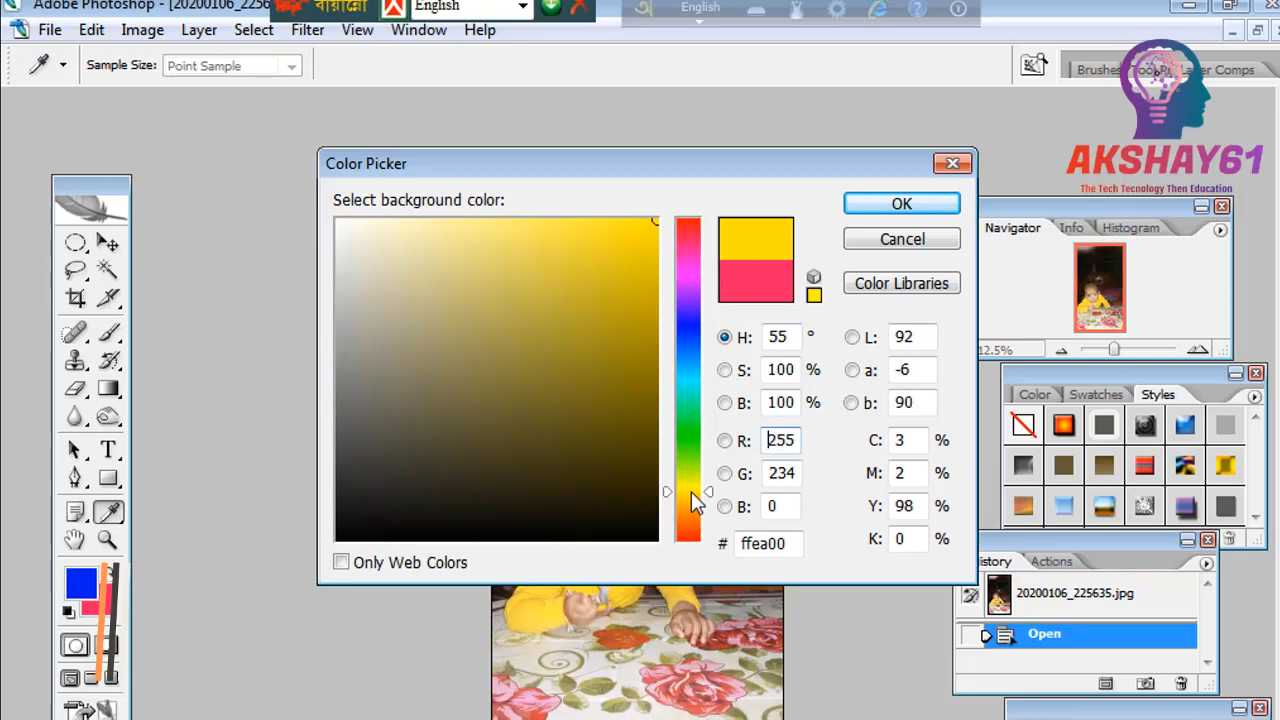 Adobe Photoshop - [20200106_2256
বায়ান্নো
English
English
File Edit Image Layer Select Filter View Window Help
Sample Size: Point Sample
Brushes
Layer Comps
AKSHAY61
The Tech Tecnology Then Education
Color Picker
Select background color:
OK
Cancel
Color Libraries
H: 55 °
S: 100 %
B: 100 %
R: 255
G: 234
B: 0
# ffea00
L: 92
a: -6
b: 90
C: 3 %
M: 2 %
Y: 98 %
K: 0 %
Only Web Colors
Navigator Info Histogram
12.5%
Color Swatches Styles
History Actions
20200106_225635.jpg
Open
T